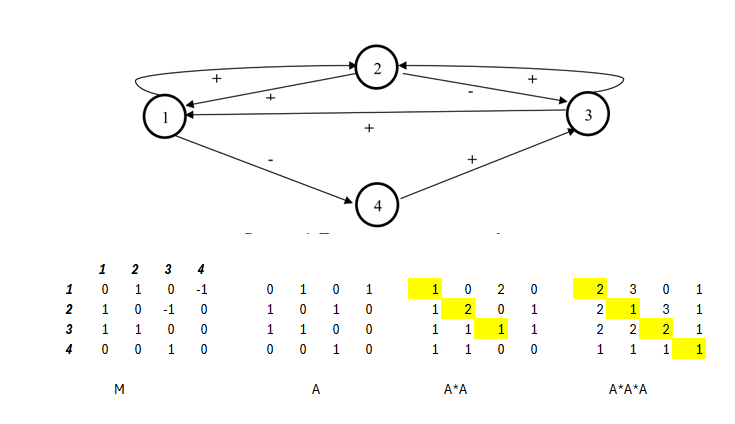 + 2 +
+ -
1 3
+
- +
4
1 2 3 4
1 0 1 0 -1 0 1 0 1 1 0 2 0 2 3 0 1
2 1 0 -1 0 1 0 1 0 1 2 0 1 2 1 3 1
3 1 1 0 0 1 1 0 0 1 1 1 1 2 2 2 1
4 0 0 1 0 0 0 1 0 1 1 0 0 1 1 1 1
M A A*A A*A*A